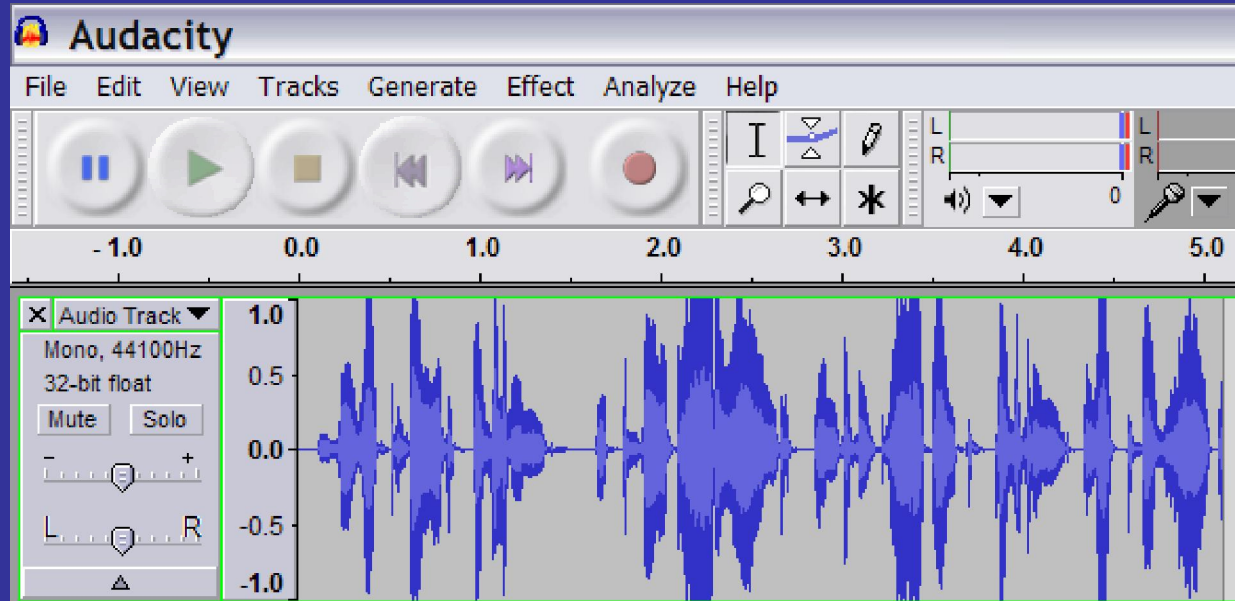 Audacity
File Edit View Tracks Generate Effect Analyze Help
L
R
0
L
R
- 1.0 0.0 1.0 2.0 3.0 4.0 5.0
X Audio Track
Mono, 44100Hz
32-bit float
Mute Solo
- +
L R
1.0
0.5
0.0
-0.5
-1.0